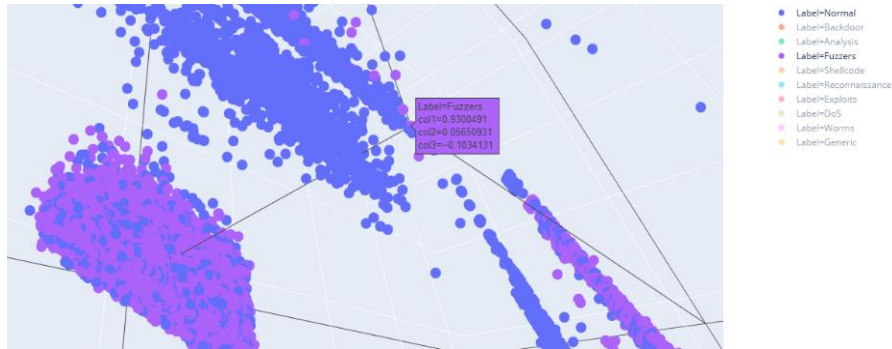 Label=Normal
Label=Backdoor
Label=Analysis
Label=Fuzzers
Label=Shellcode
Label=Reconnaissance
Label=Exploits
Label=DoS
Label=Worms
Label=Generic
Label=Fuzzers
col1=0.9300491
col2=0.05650931
col3=−0.1034131